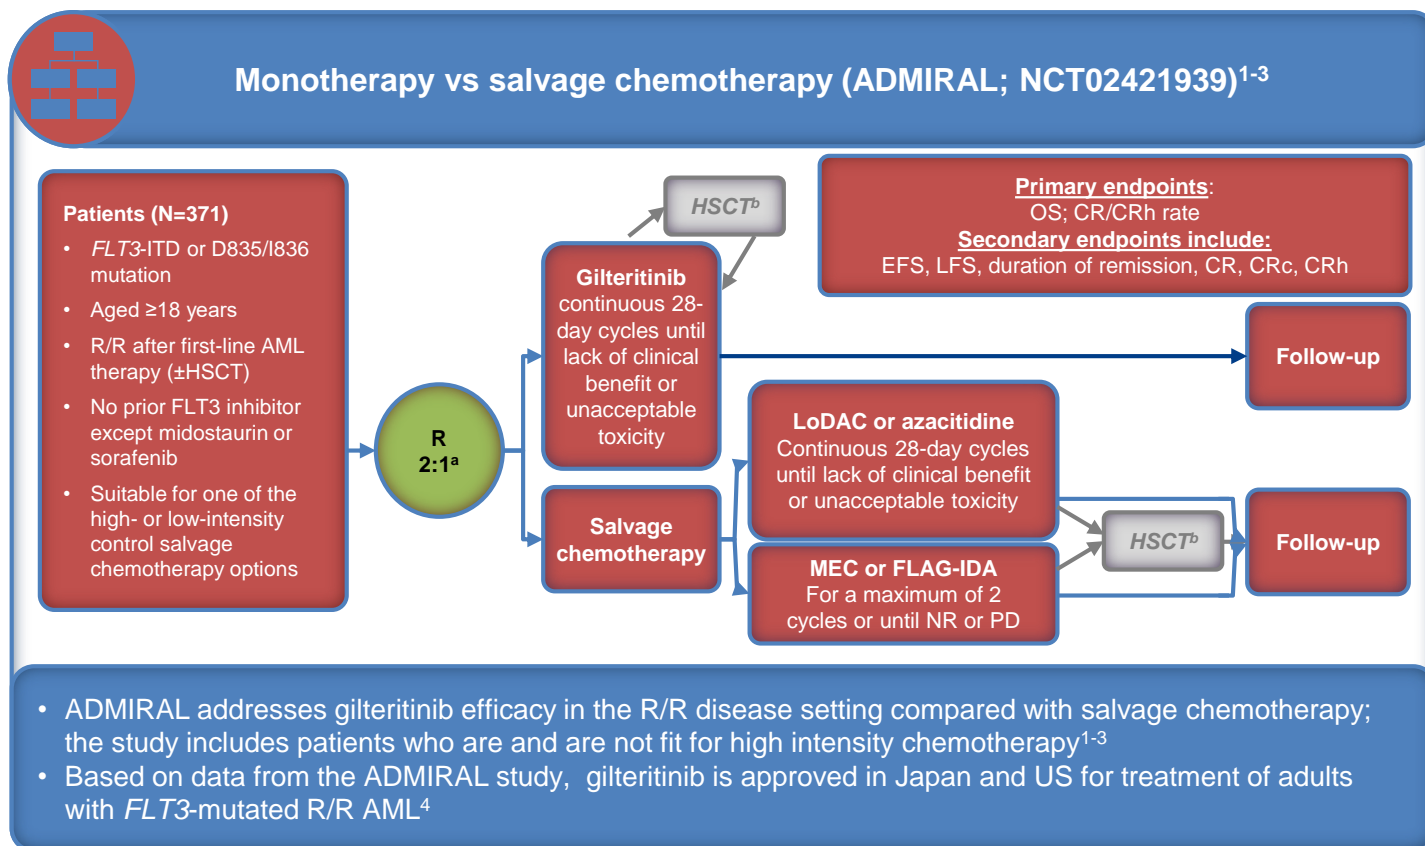 Monotherapy vs salvage chemotherapy (ADMIRAL; NCT02421939)1-3
Patients (N=371)
• FLT3-ITD or D835/I836
mutation
• Aged ≥18 years
• R/R after first-line AML
therapy (±HSCT)
• No prior FLT3 inhibitor
except midostaurin or
sorafenib
• Suitable for one of the
high- or low-intensity
control salvage
chemotherapy options
R
2:1a
HSCTb
Gilteritinib
continuous 28-
day cycles until
lack of clinical
benefit or
unacceptable
toxicity
Primary endpoints:
OS; CR/CRh rate
Secondary endpoints include:
EFS, LFS, duration of remission, CR, CRc, CRh
Follow-up
Salvage
chemotherapy
LoDAC or azacitidine
Continuous 28-day cycles
until lack of clinical benefit
or unacceptable toxicity
MEC or FLAG-IDA
For a maximum of 2
cycles or until NR or PD
HSCTb
Follow-up
• ADMIRAL addresses gilteritinib efficacy in the R/R disease setting compared with salvage chemotherapy;
the study includes patients who are and are not fit for high intensity chemotherapy1-3
• Based on data from the ADMIRAL study, gilteritinib is approved in Japan and US for treatment of adults
with FLT3-mutated R/R AML4